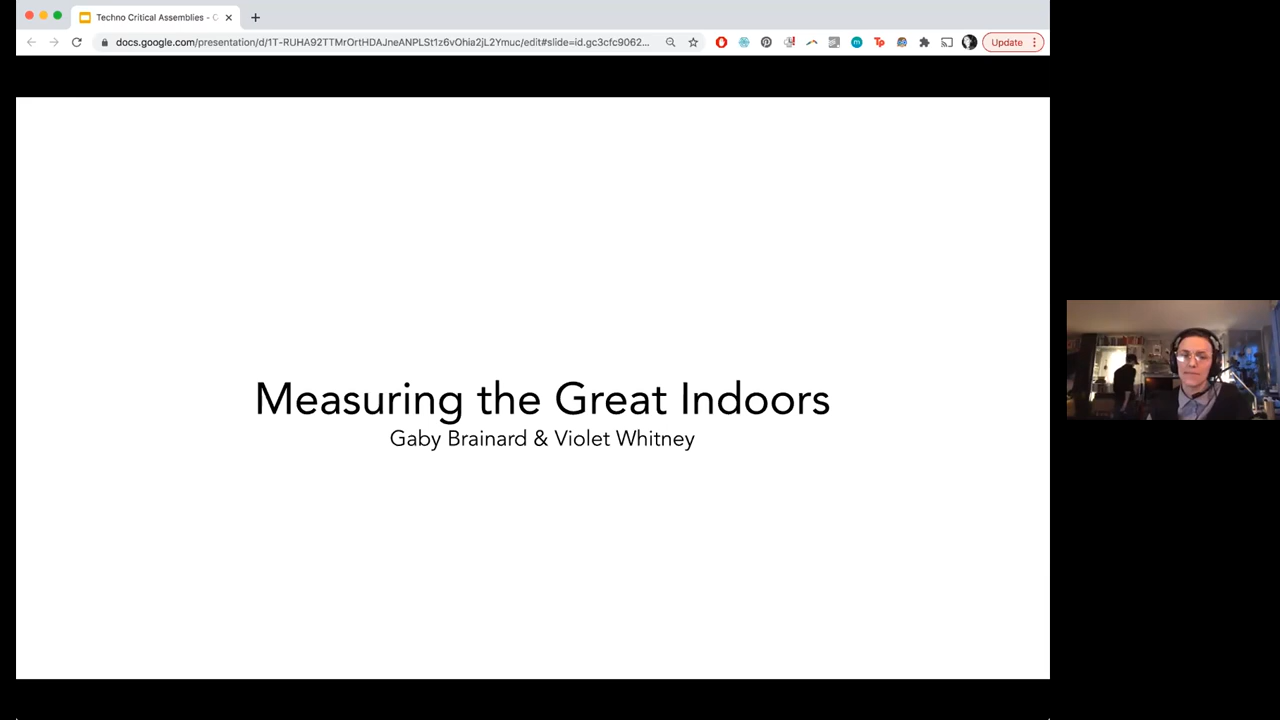 Techno Critical Assemblies - C
docs.google.com/presentation/d/1T-RUHA92TTMrOrtHDAJneANPLSt1z6vOhia2jL2Ymuc/edit#slide=id.gc3cfc9062...
Tp
Update
Measuring the Great Indoors
Gaby Brainard & Violet Whitney